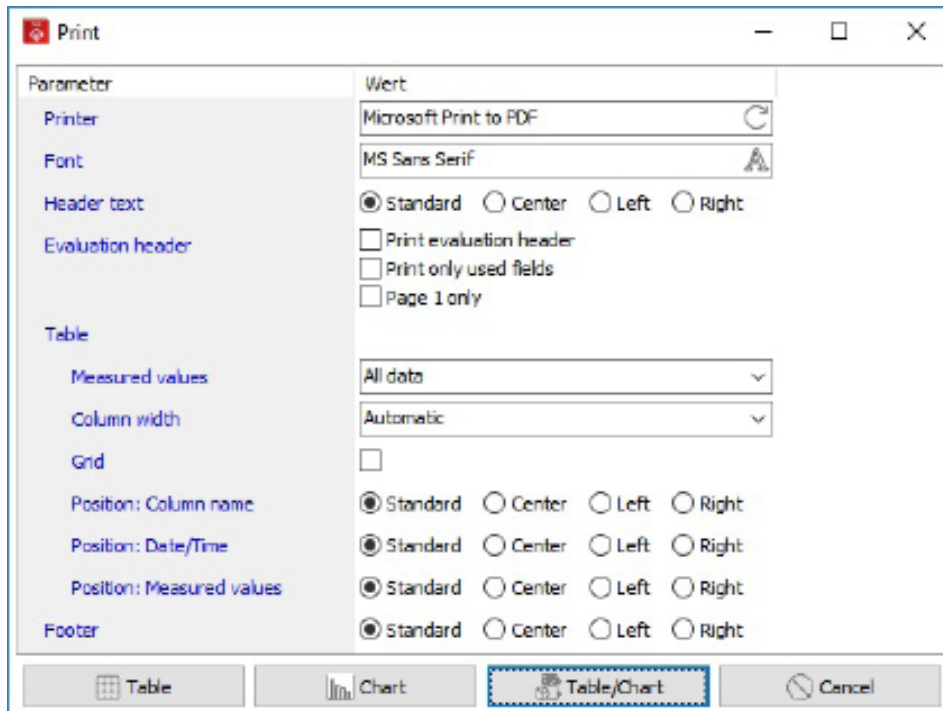 Print
Parameter Wert
Printer Microsoft Print to PDF
Font MS Sans Serif
Header text Standard Center Left Right
Evaluation header Print evaluation header
Print only used fields
Page 1 only
Table
Measured values All data
Column width Automatic
Grid
Position: Column name Standard Center Left Right
Position: Date/Time Standard Center Left Right
Position: Measured values Standard Center Left Right
Footer Standard Center Left Right
Table Chart Table/Chart Cancel